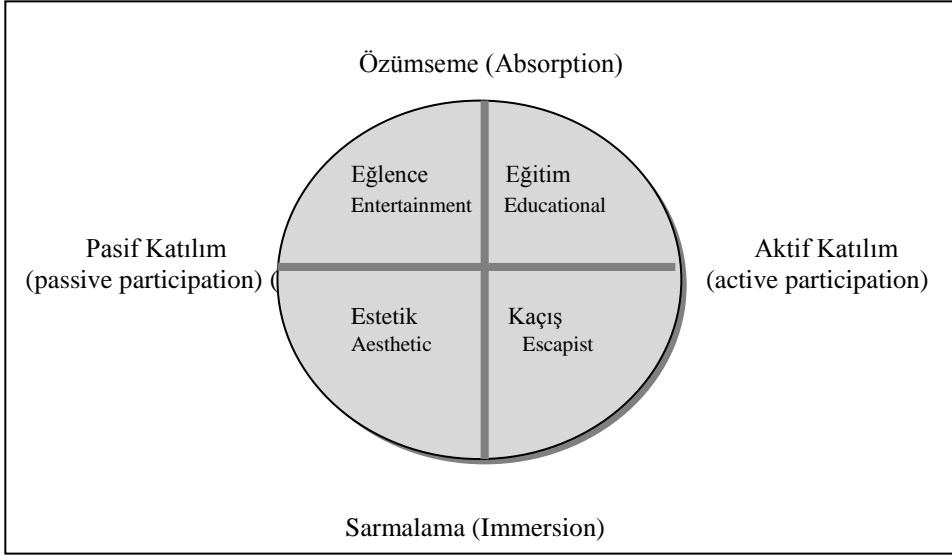 Özümseme (Absorption)
Eğlence
Entertainment
Eğitim
Educational
Pasif Katılım
(passive participation) (
Aktif Katılım
(active participation)
Estetik
Aesthetic
Kaçış
Escapist
Sarmalama (Immersion)